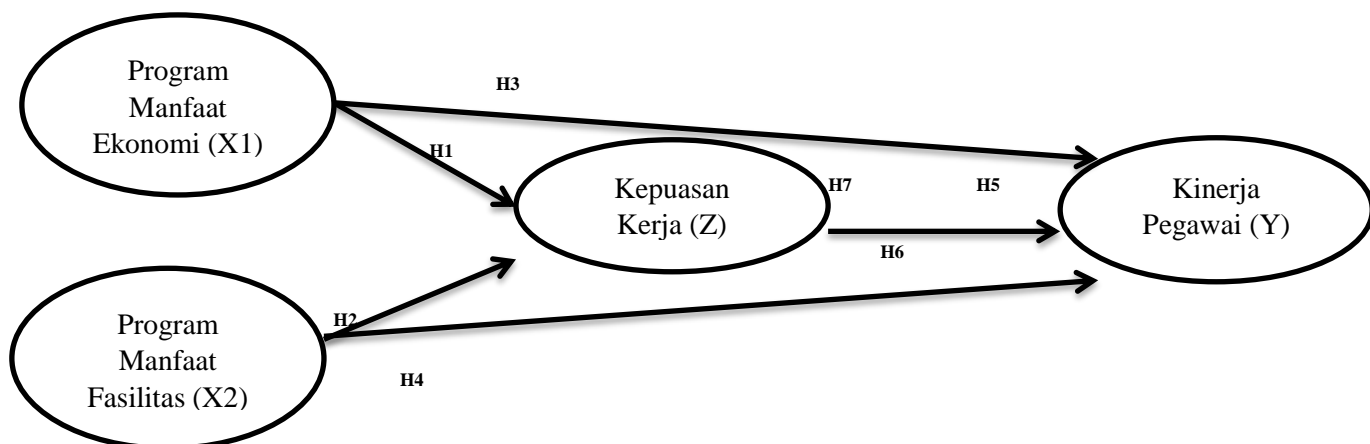 Program
Manfaat
Ekonomi (X1)
H3
H1
Kepuasan
Kerja (Z)
H7
H5
H6
Kinerja
Pegawai (Y)
Program
Manfaat
Fasilitas (X2)
H2
H4